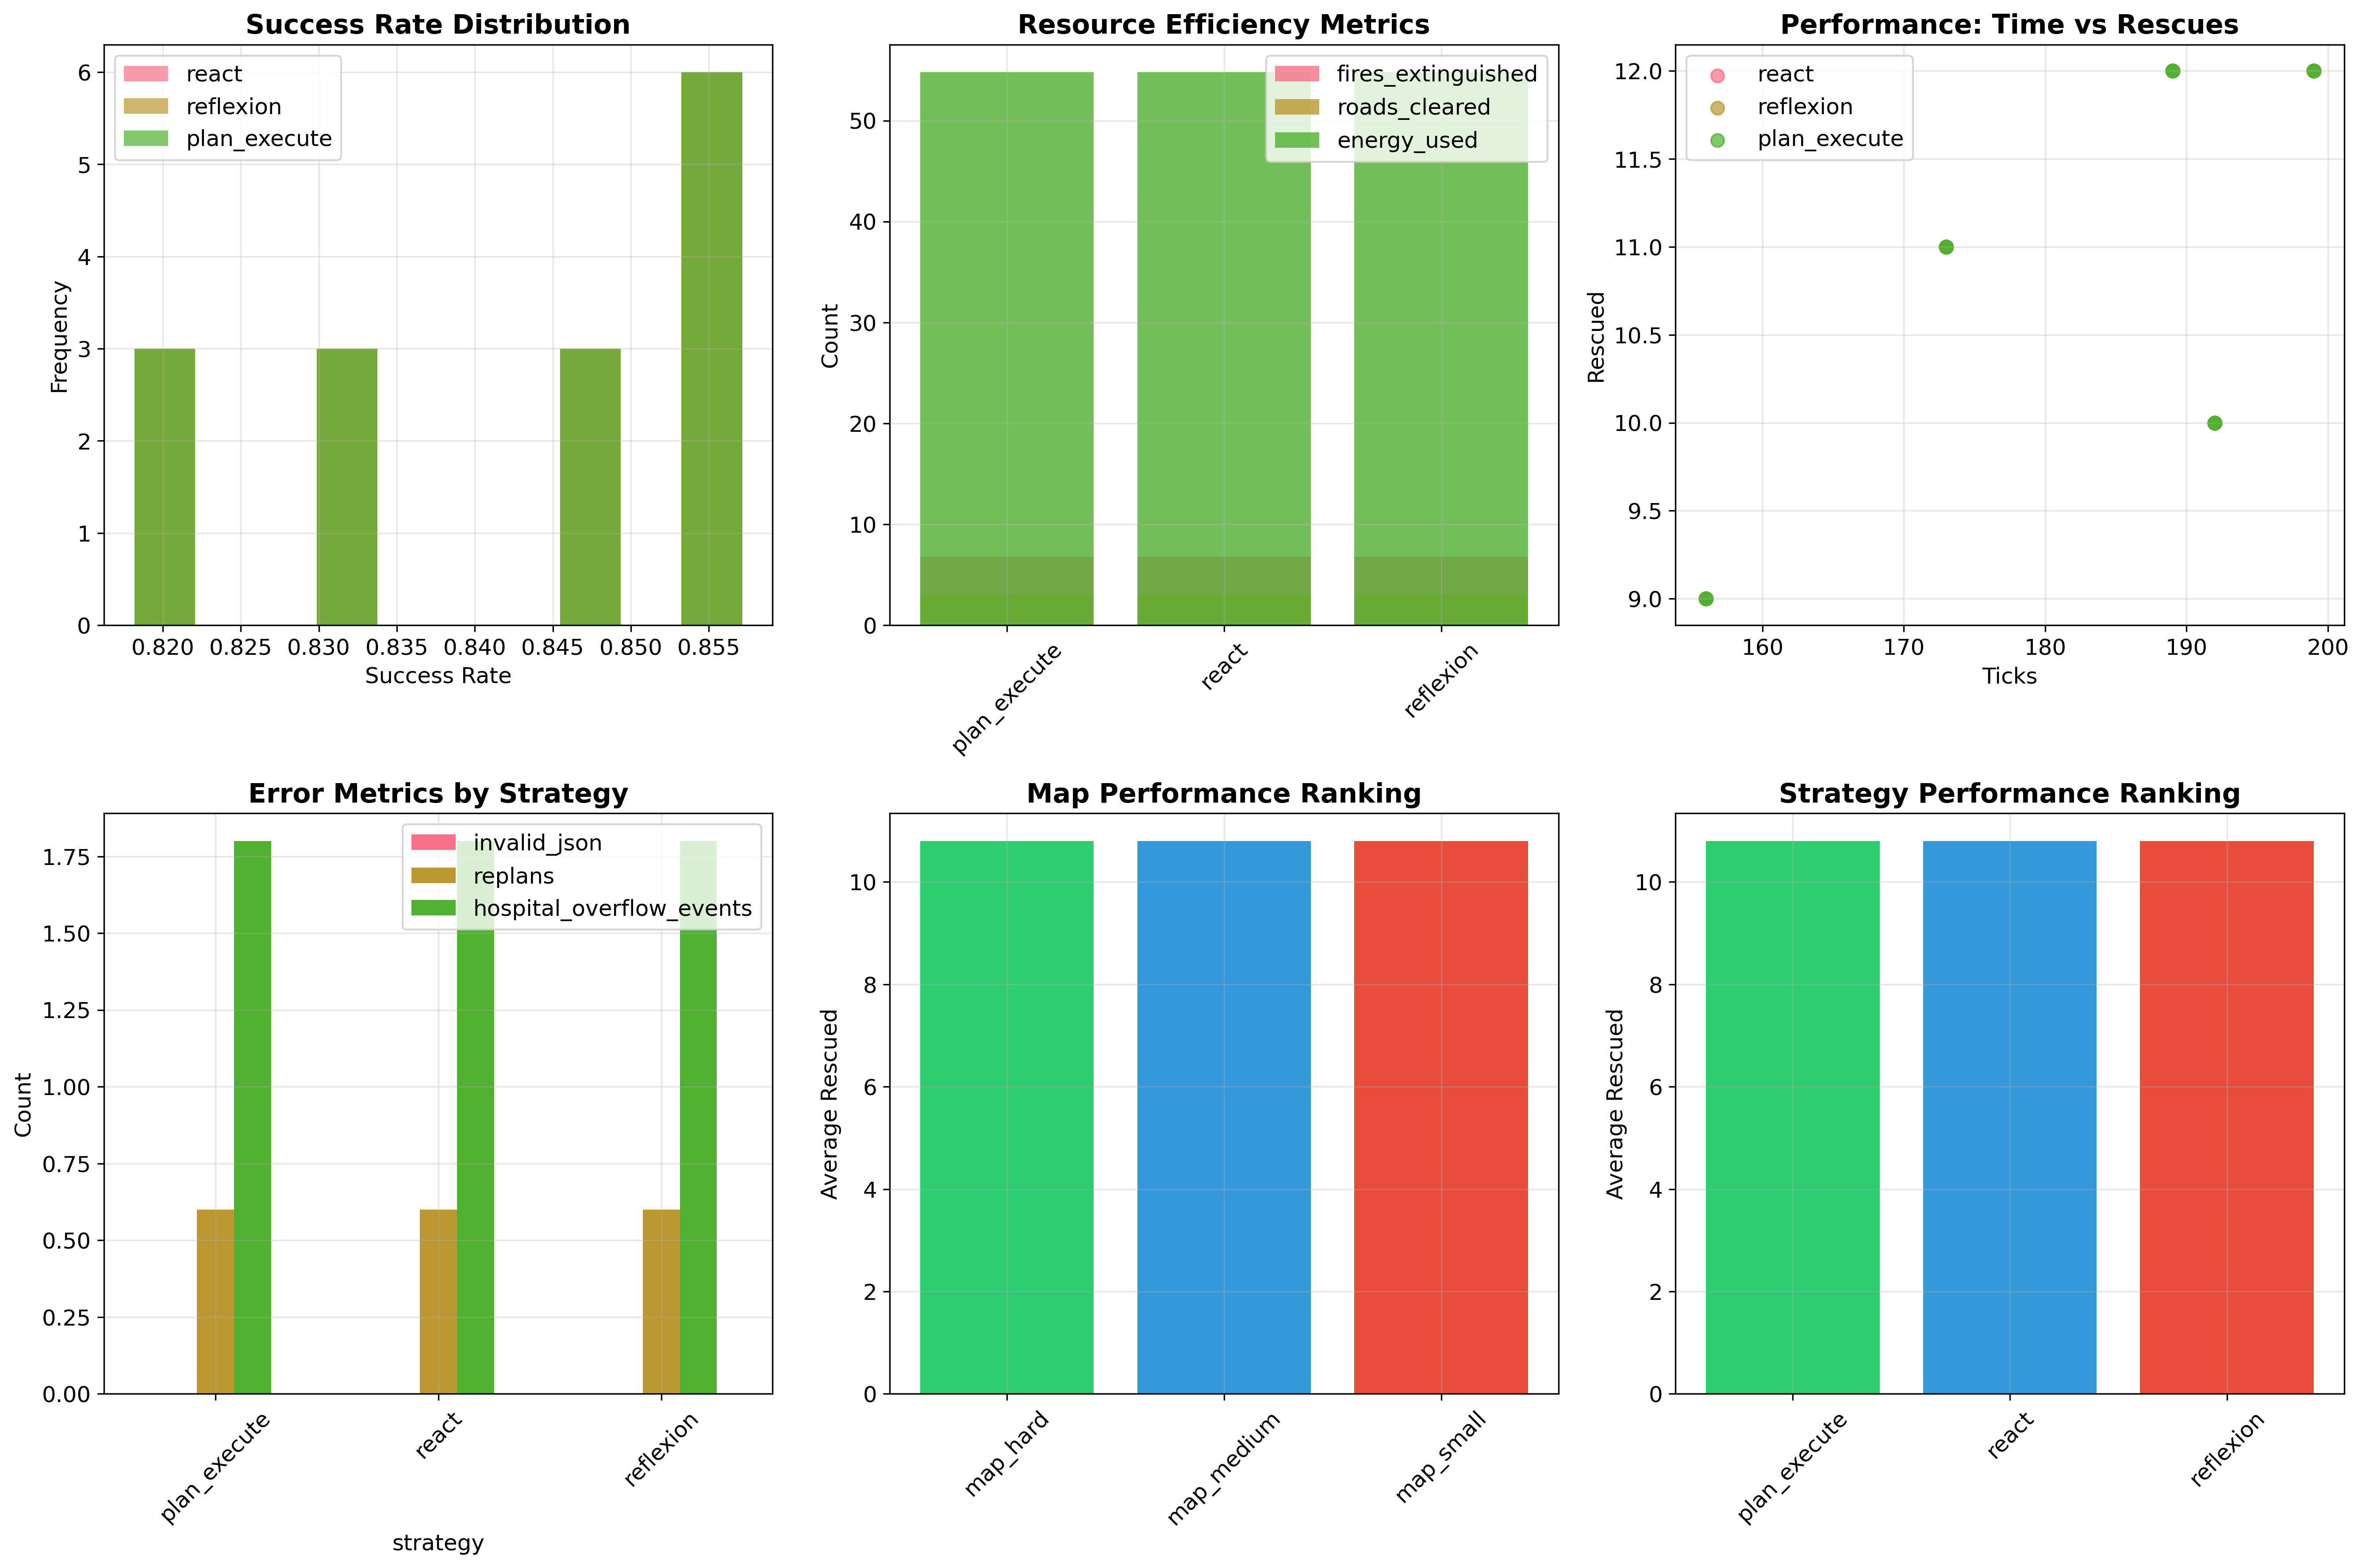 Success Rate Distribution
react
reflexion
plan_execute
6
5
4
3
2
1
0
Frequency
0.820 0.825 0.830 0.835 0.840 0.845 0.850 0.855
Success Rate
Resource Efficiency Metrics
fires_extinguished
roads_cleared
energy_used
50
40
30
20
10
0
Count
plan_execute
react
reflexion
Performance: Time vs Rescues
react
reflexion
plan_execute
12.0
11.5
11.0
10.5
10.0
9.5
9.0
Rescued
160 170 180 190 200
Ticks
Error Metrics by Strategy
invalid_json
replans
hospital_overflow_events
1.75
1.50
1.25
1.00
0.75
0.50
0.25
0.00
Count
plan_execute
react
reflexion
strategy
Map Performance Ranking
10
8
6
4
2
0
Average Rescued
map_hard
map_medium
map_small
Strategy Performance Ranking
10
8
6
4
2
0
Average Rescued
plan_execute
react
reflexion